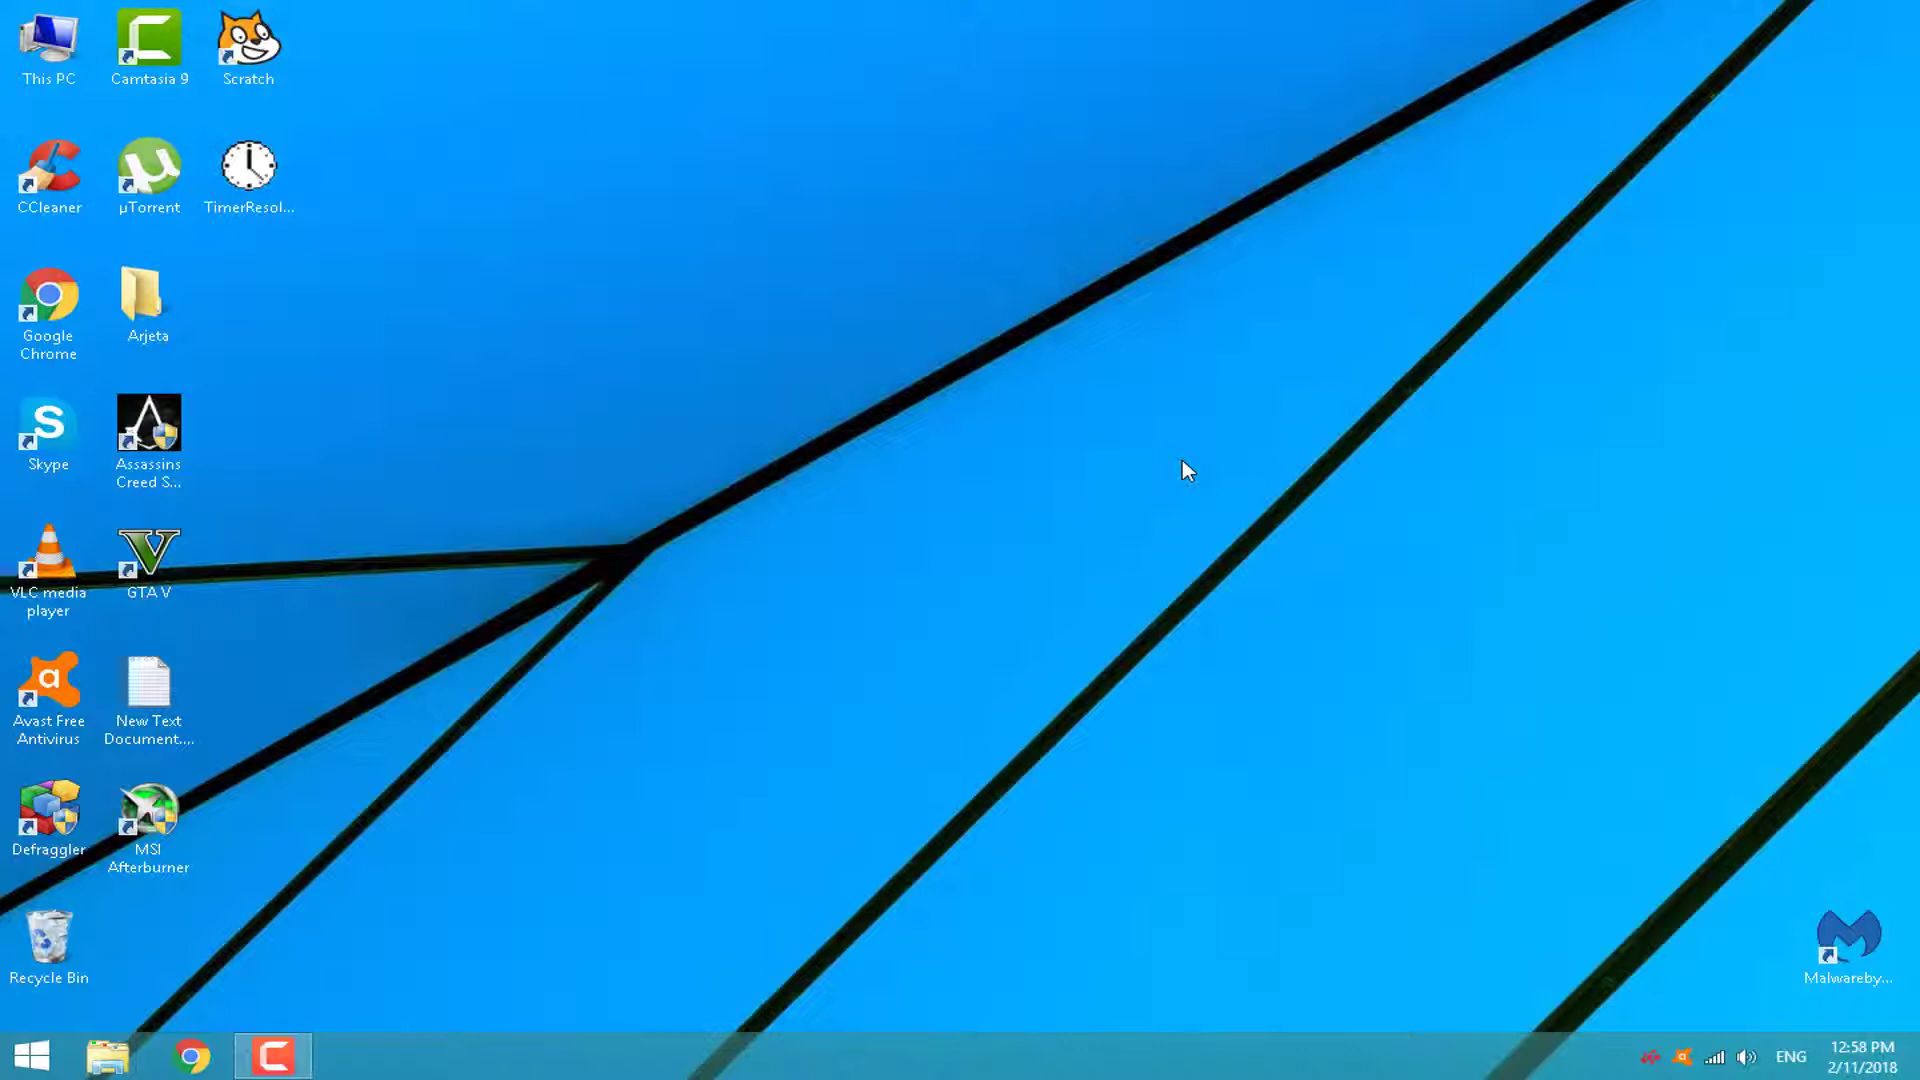 This PC
Camtasia 9
Scratch
CCleaner
µTorrent
TimerResol...
Google
Chrome
Arjeta
Skype
Assassins
Creed S...
VLC media
player
GTA V
Avast Free
Antivirus
New Text
Document....
Defraggler
MSI
Afterburner
Recycle Bin
Malwareby...
ENG
12:58 PM
2/11/2018